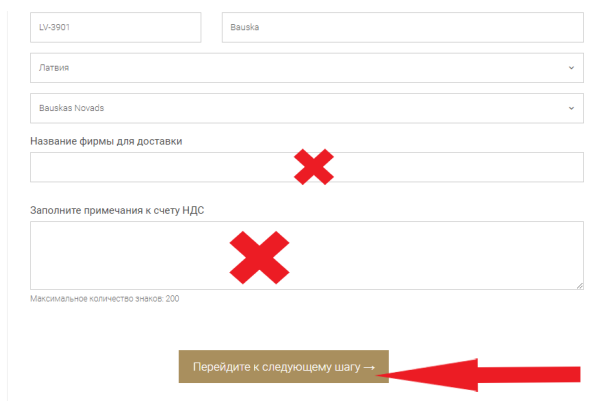 LV-3901 Bauska
Латвия
Bauskas Novads
Название фирмы для доставки
Заполните примечания к счету НДС
Максимальное количество знаков: 200
Перейдите к следующему шагу →